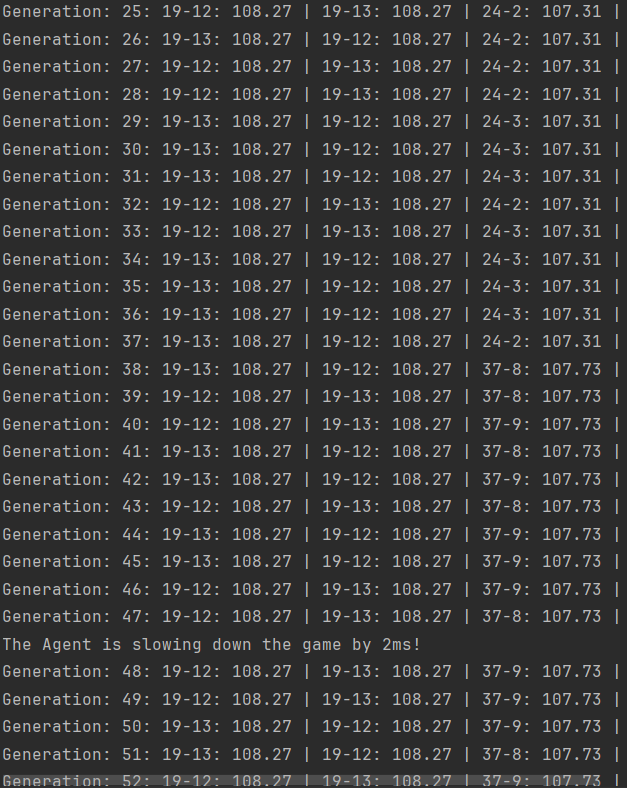 Generation: 25: 19-12: 108.27 | 19-13: 108.27 | 24-2: 107.31 |
Generation: 26: 19-13: 108.27 | 19-12: 108.27 | 24-2: 107.31 |
Generation: 27: 19-12: 108.27 | 19-13: 108.27 | 24-2: 107.31 |
Generation: 28: 19-12: 108.27 | 19-13: 108.27 | 24-2: 107.31 |
Generation: 29: 19-13: 108.27 | 19-12: 108.27 | 24-3: 107.31 |
Generation: 30: 19-13: 108.27 | 19-12: 108.27 | 24-3: 107.31 |
Generation: 31: 19-13: 108.27 | 19-12: 108.27 | 24-3: 107.31 |
Generation: 32: 19-12: 108.27 | 19-13: 108.27 | 24-2: 107.31 |
Generation: 33: 19-12: 108.27 | 19-13: 108.27 | 24-3: 107.31 |
Generation: 34: 19-13: 108.27 | 19-12: 108.27 | 24-3: 107.31 |
Generation: 35: 19-13: 108.27 | 19-12: 108.27 | 24-3: 107.31 |
Generation: 36: 19-13: 108.27 | 19-12: 108.27 | 24-3: 107.31 |
Generation: 37: 19-13: 108.27 | 19-12: 108.27 | 24-2: 107.31 |
Generation: 38: 19-13: 108.27 | 19-12: 108.27 | 37-8: 107.73 |
Generation: 39: 19-12: 108.27 | 19-13: 108.27 | 37-8: 107.73 |
Generation: 40: 19-12: 108.27 | 19-13: 108.27 | 37-9: 107.73 |
Generation: 41: 19-13: 108.27 | 19-12: 108.27 | 37-8: 107.73 |
Generation: 42: 19-13: 108.27 | 19-12: 108.27 | 37-9: 107.73 |
Generation: 43: 19-12: 108.27 | 19-13: 108.27 | 37-8: 107.73 |
Generation: 44: 19-13: 108.27 | 19-12: 108.27 | 37-9: 107.73 |
Generation: 45: 19-13: 108.27 | 19-12: 108.27 | 37-9: 107.73 |
Generation: 46: 19-12: 108.27 | 19-13: 108.27 | 37-9: 107.73 |
Generation: 47: 19-12: 108.27 | 19-13: 108.27 | 37-8: 107.73 |
The Agent is slowing down the game by 2ms!
Generation: 48: 19-12: 108.27 | 19-13: 108.27 | 37-9: 107.73 |
Generation: 49: 19-12: 108.27 | 19-13: 108.27 | 37-9: 107.73 |
Generation: 50: 19-13: 108.27 | 19-12: 108.27 | 37-9: 107.73 |
Generation: 51: 19-13: 108.27 | 19-12: 108.27 | 37-8: 107.73 |
Generation: 52: 19-12: 108.27 | 19-13: 108.27 | 37-9: 107.73 |